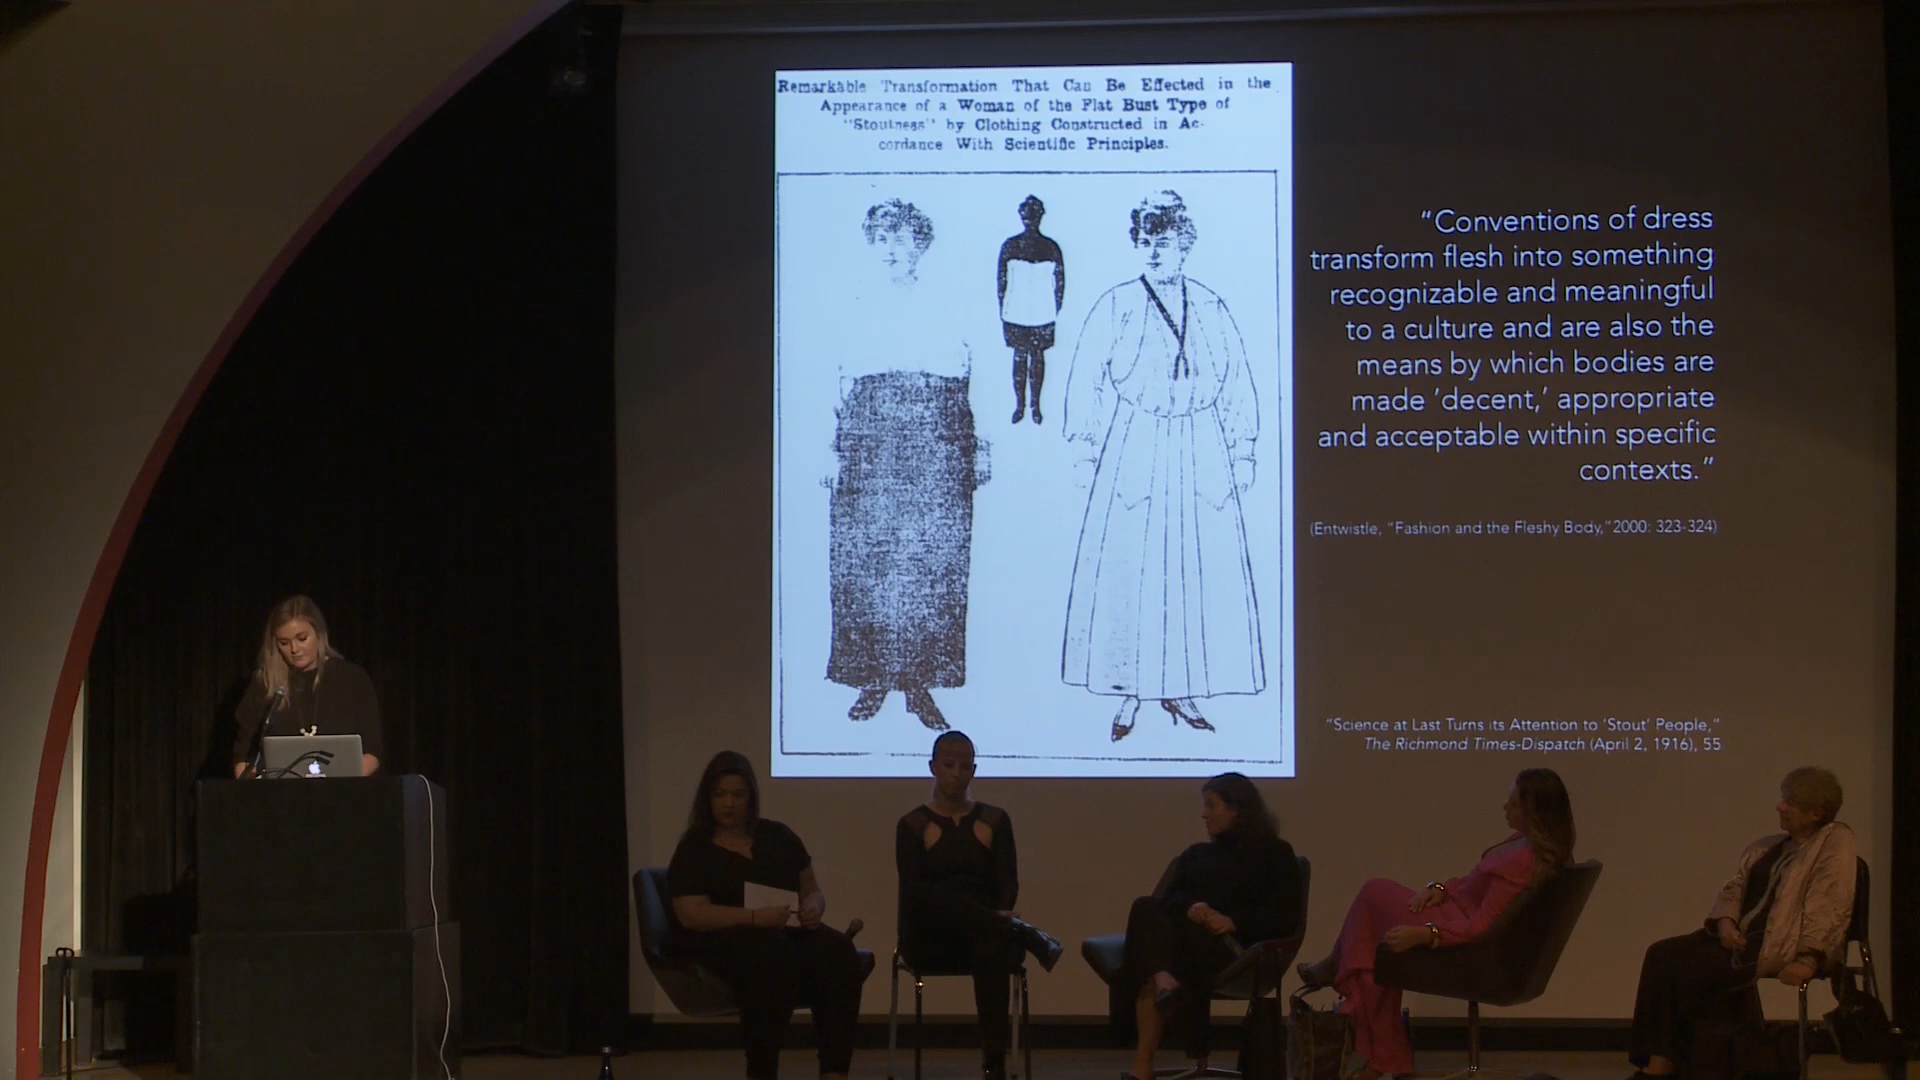 Remarkable Transformation That Can Be Effected in the
Appearance of a Woman of the Flat Bust Type of
"Stoutness" by Clothing Constructed in Ac-
cordance With Scientific Principles.
“Conventions of dress
transform flesh into something
recognizable and meaningful
to a culture and are also the
means by which bodies are
made ‘decent,’ appropriate
and acceptable within specific
contexts.”
(Entwistle, “Fashion and the Fleshy Body,”2000: 323-324)
“Science at Last Turns its Attention to ‘Stout’ People,”
The Richmond Times-Dispatch (April 2, 1916), 55